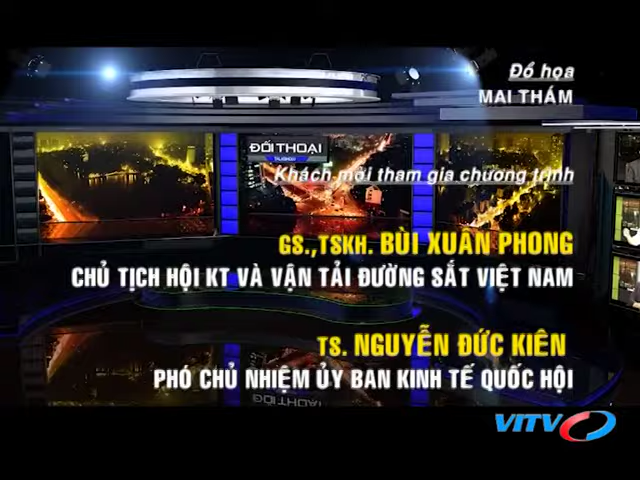 Đồ họa
MAI THẮM
ĐỐI THOẠI
Khách mời tham gia chương trình
GS.,TSKH. BÙI XUÂN PHONG
CHỦ TỊCH HỘI KT VÀ VẬN TẢI ĐƯỜNG SẮT VIỆT NAM
TS. NGUYỄN ĐỨC KIÊN
PHÓ CHỦ NHIỆM ỦY BAN KINH TẾ QUỐC HỘI
VITV